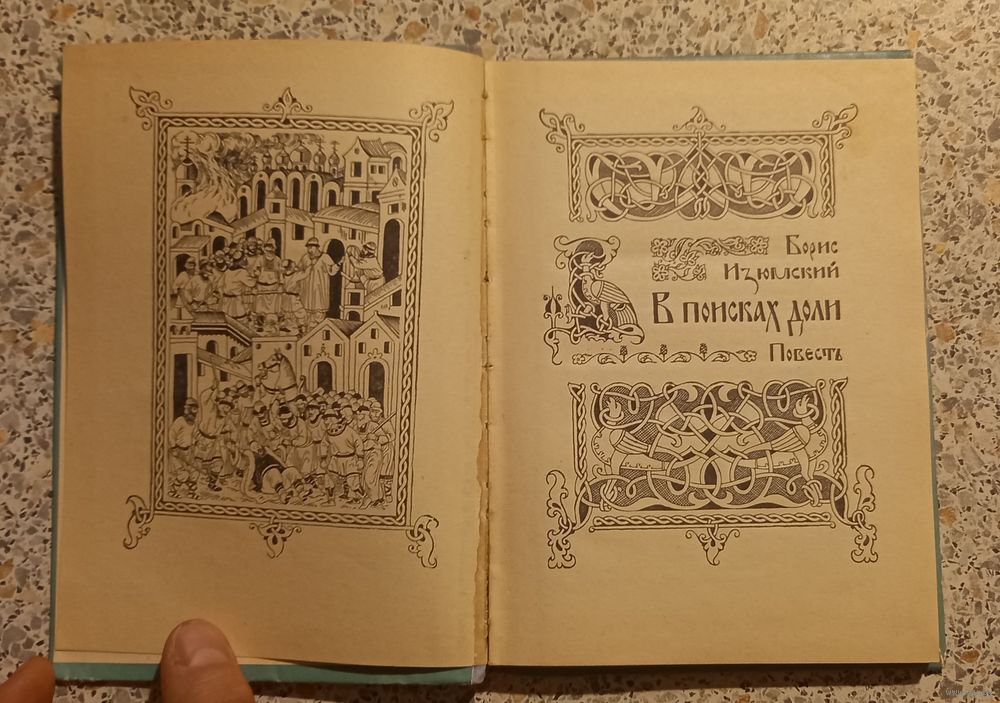 Борис
Изюмский
В поисках доли
Повесть